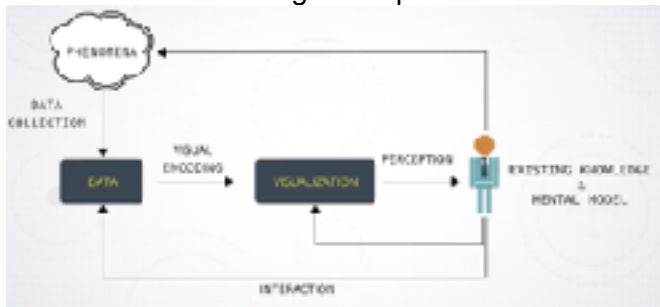 PHENOMENA
DATA
COLLECTION
VISUAL
ENCODING
PERCEPTION
DATA
VISUALIZATION
EXISTING KNOWLEDGE
&
MENTAL MODEL
INTERACTION